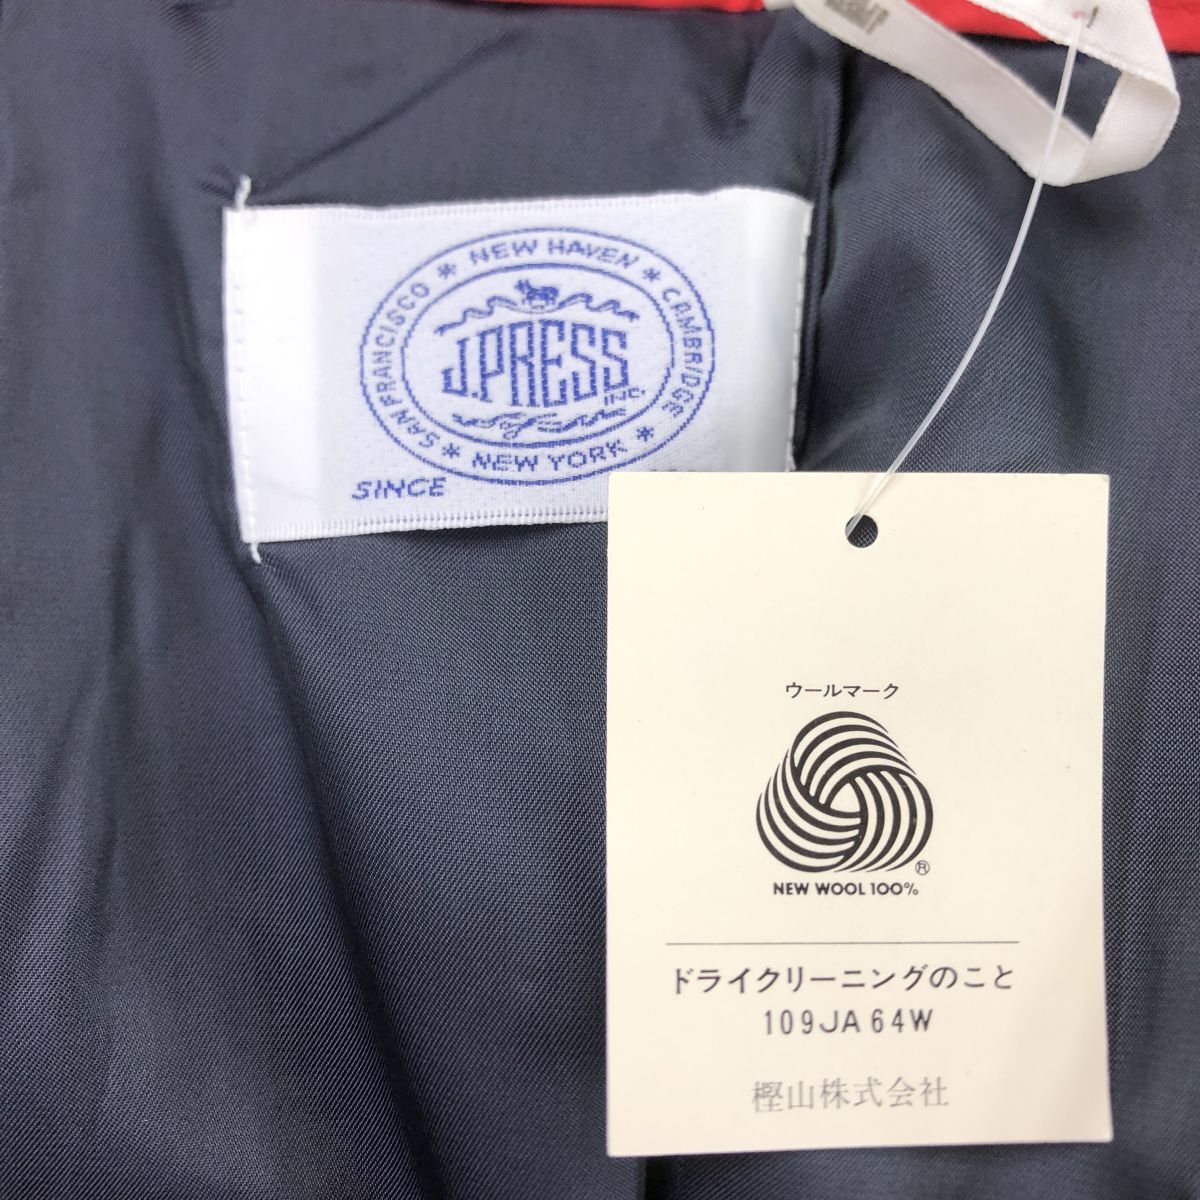 NEW HAVEN * CAMBRIDGE * NEW YORK * SAN FRANCISCO *
J.PRESS
INC.
SINCE
ウールマーク
®
NEW WOOL 100%
ドライクリーニングのこと
109JA64W
樫山株式会社